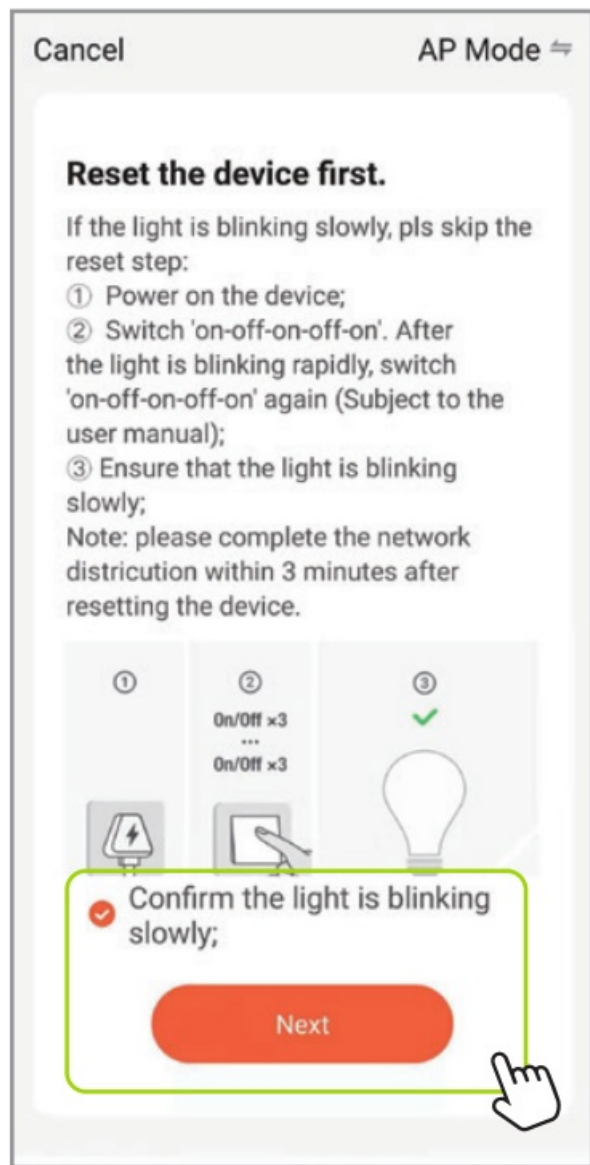 Cancel
AP Mode ⇋
Reset the device first.
If the light is blinking slowly, pls skip the
reset step:
① Power on the device;
② Switch 'on-off-on-off-on'. After
the light is blinking rapidly, switch
'on-off-on-off-on' again (Subject to the
user manual);
③ Ensure that the light is blinking
slowly;
Note: please complete the network
districution within 3 minutes after
resetting the device.
①
②
③
On/Off ×3
...
On/Off ×3
Confirm the light is blinking
slowly;
Next